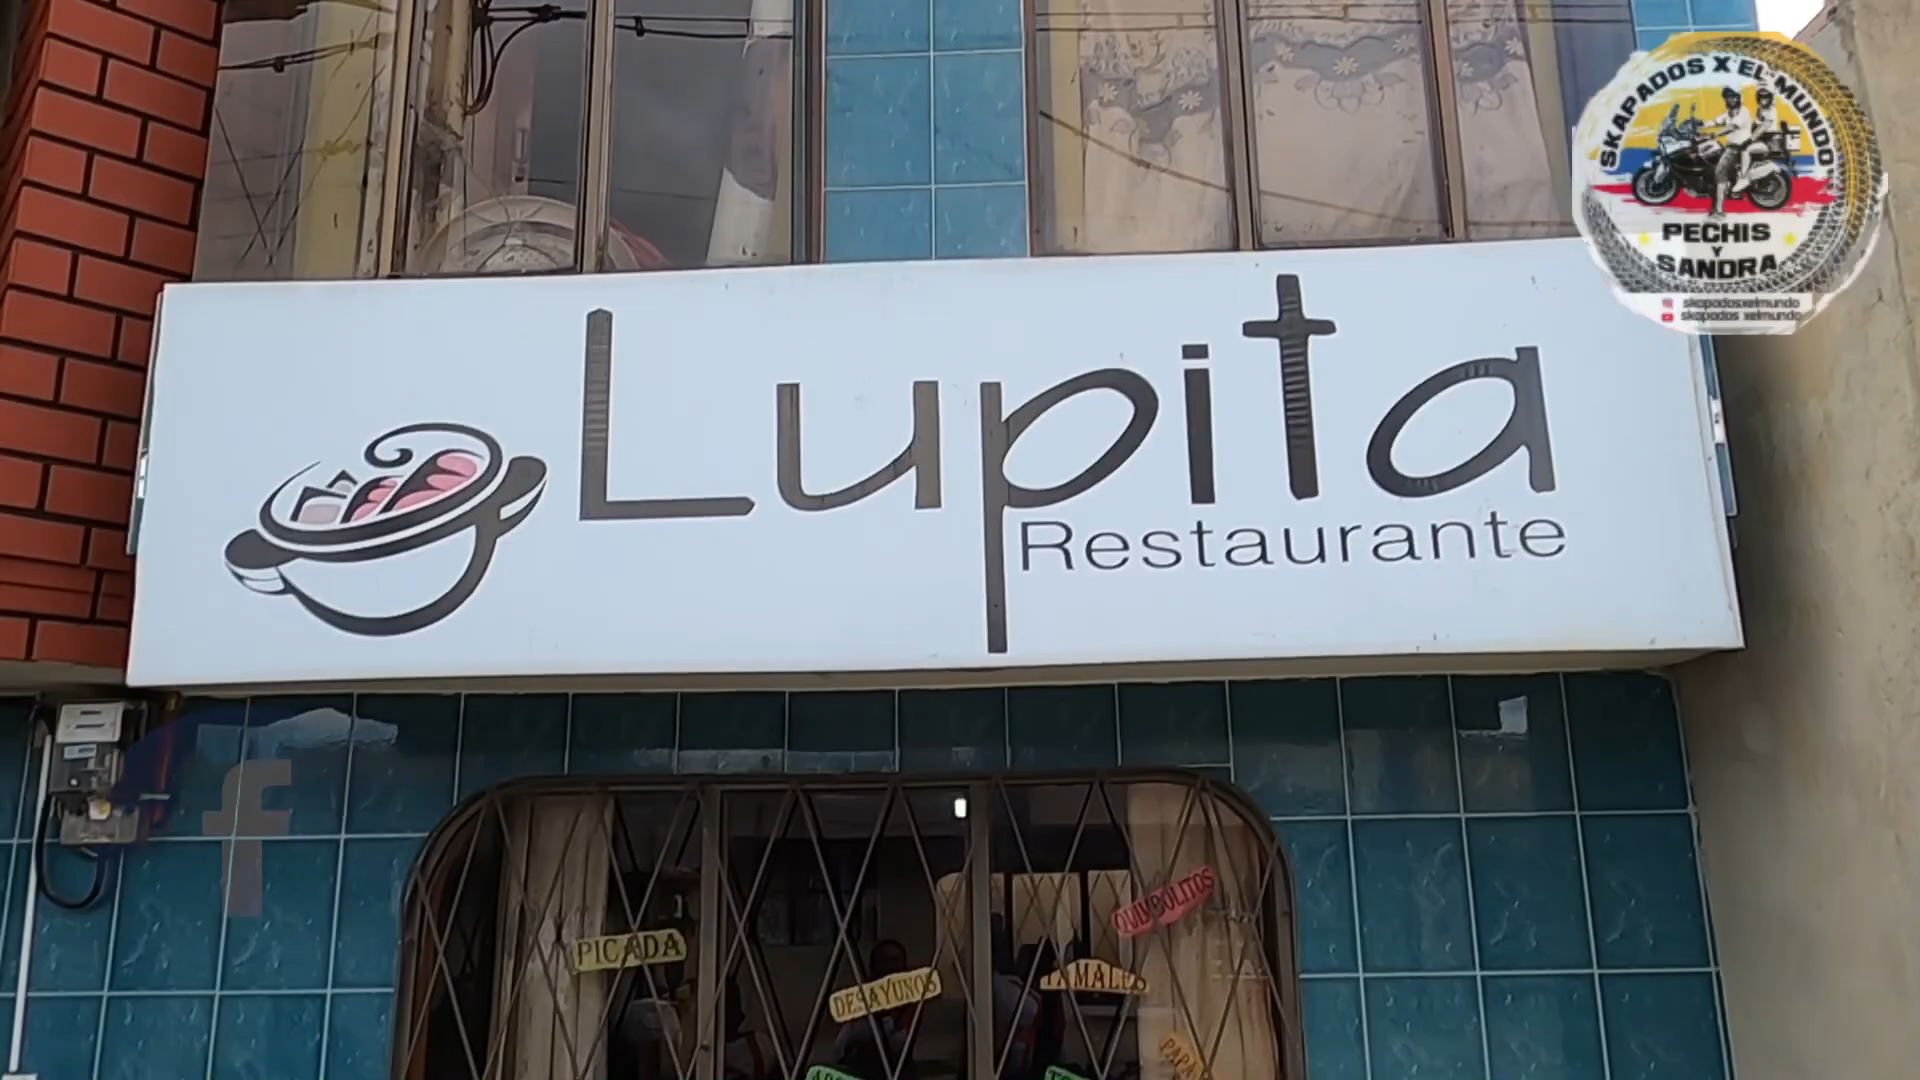 SKAPADOS X EL MUNDO
PECHIS
Y
SANDRA
skapadosxelmundo
skapados xelmundo
Lupita
Restaurante
f
QUIMBOLITOS
PICADA
DESAYUNOS
TAMALES